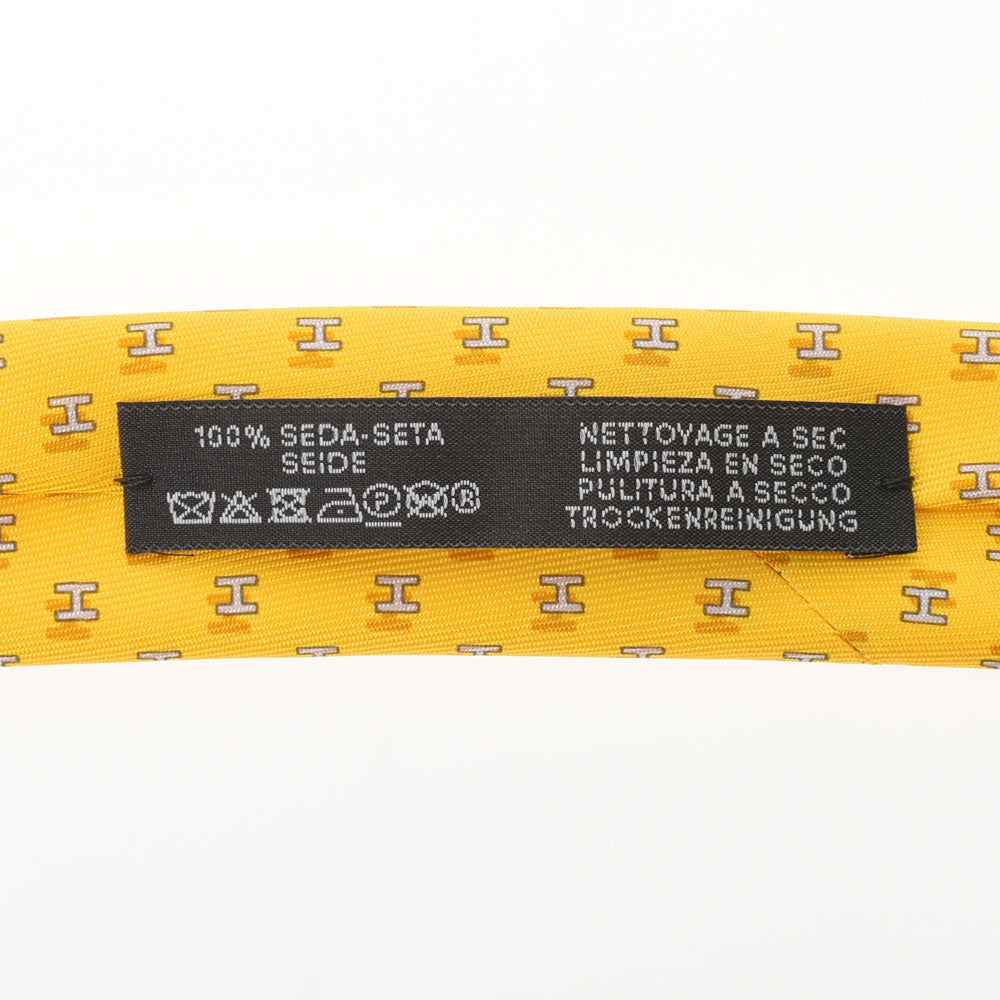 100% SEDA-SETA
SEIDE
P W R
NETTOYAGE A SEC
LIMPIEZA EN SECO
PULITURA A SECCO
TROCKENREINIGUNG